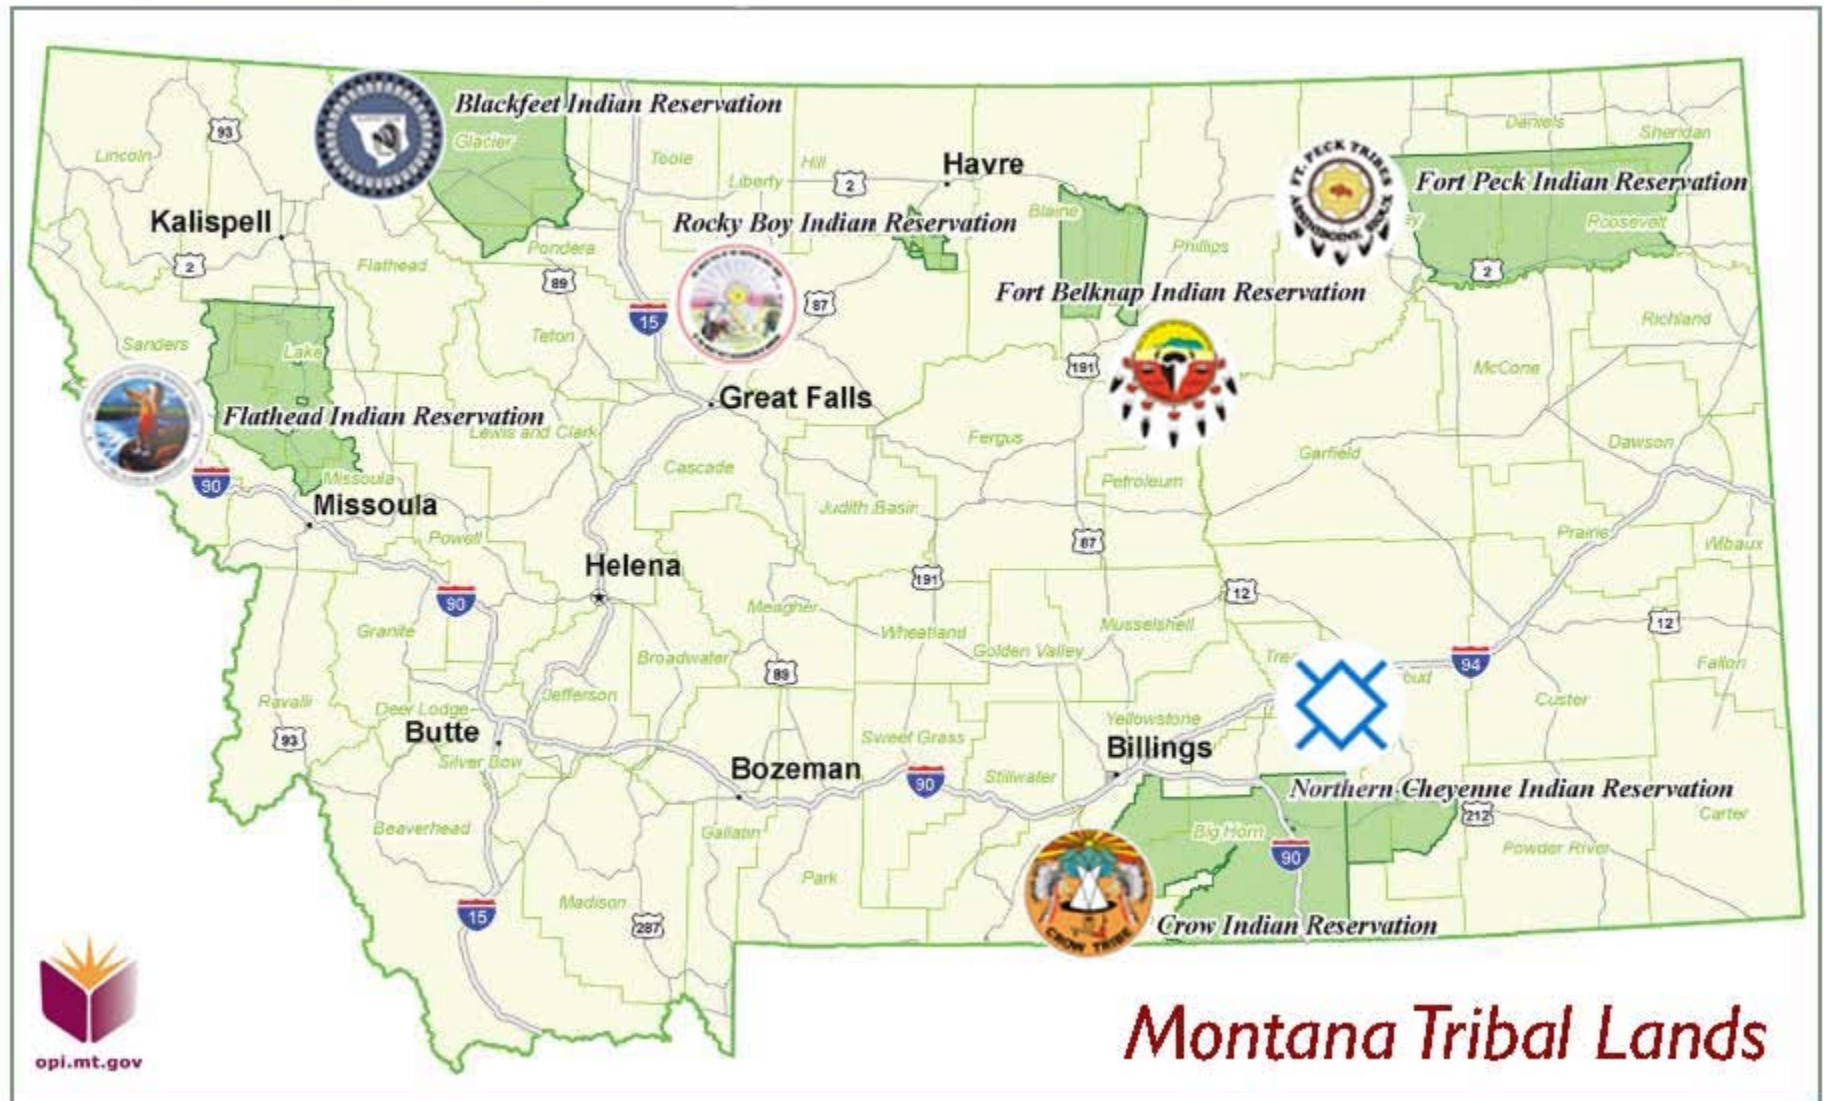 Blackfeet Indian Reservation
93
Glacier
Daniels
Sheridan
Lincoln
Toole
Hill
Havre
FT. PECK TRIBES
ASSINIBOINE, SIOUX
Liberty
2
Fort Peck Indian Reservation
Kalispell
Rocky Boy Indian Reservation
Blaine
Roosevelt
Pondera
Phillips
2
Flathead
89
2
87
Fort Belknap Indian Reservation
15
Richland
Sanders
Lake
Teton
191
McCone
Great Falls
Flathead Indian Reservation
Lewis and Clark
Fergus
Dawson
Cascade
Garfield
90
Missoula
Petroleum
Missoula
Judith Basin
Powell
87
Prairie
Wibaux
Helena
191
12
90
Meagher
12
Granite
Wheatland
Musselshell
Golden Valley
Broadwater
94
Fallon
89
Ravalli
Jefferson
Custer
Deer Lodge
Yellowstone
Butte
93
Sweet Grass
Billings
Silver Bow
Bozeman
90
Stillwater
Northern Cheyenne Indian Reservation
212
Carter
Beaverhead
Gallatin
Big Horn
Powder River
90
Park
Madison
15
287
Crow Indian Reservation
CROW TRIBE
Montana Tribal Lands
opi.mt.gov